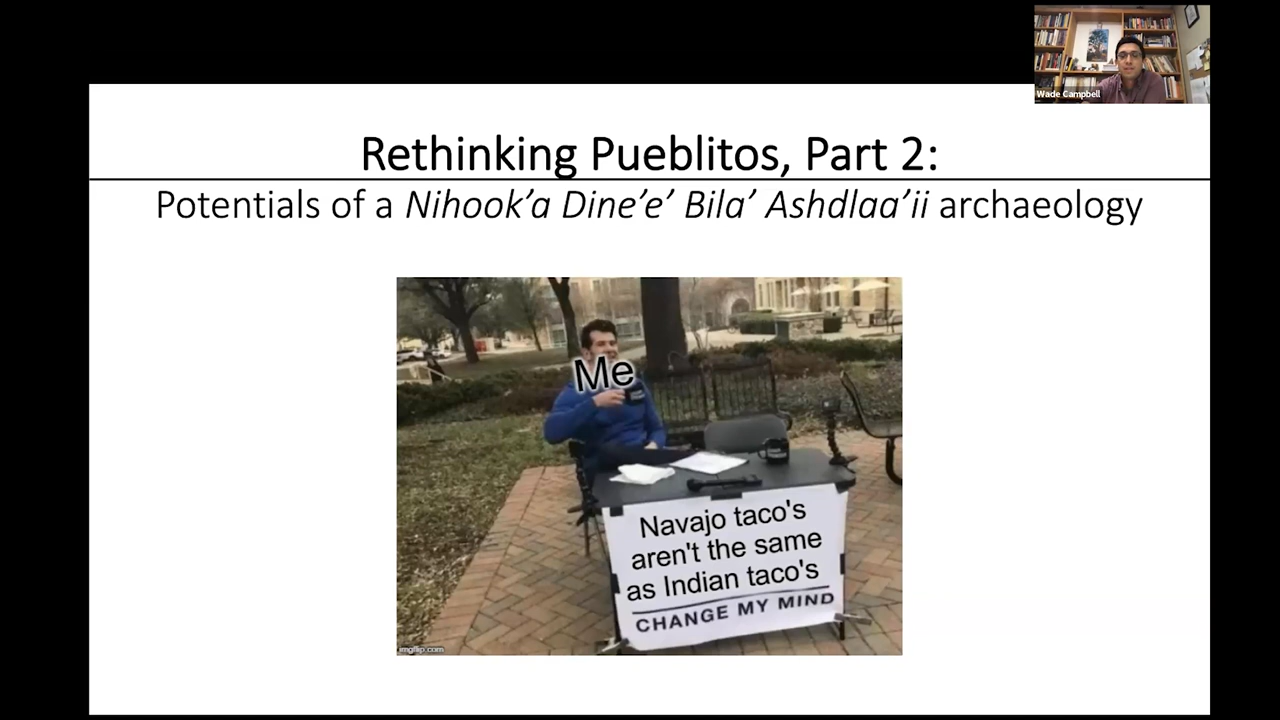 Wade Campbell
Rethinking Pueblitos, Part 2:
Potentials of a Nihook’a Dine’e’ Bila’ Ashdlaa’ii archaeology
Me
Navajo taco's
aren't the same
as Indian taco's
CHANGE MY MIND
imgflip.com